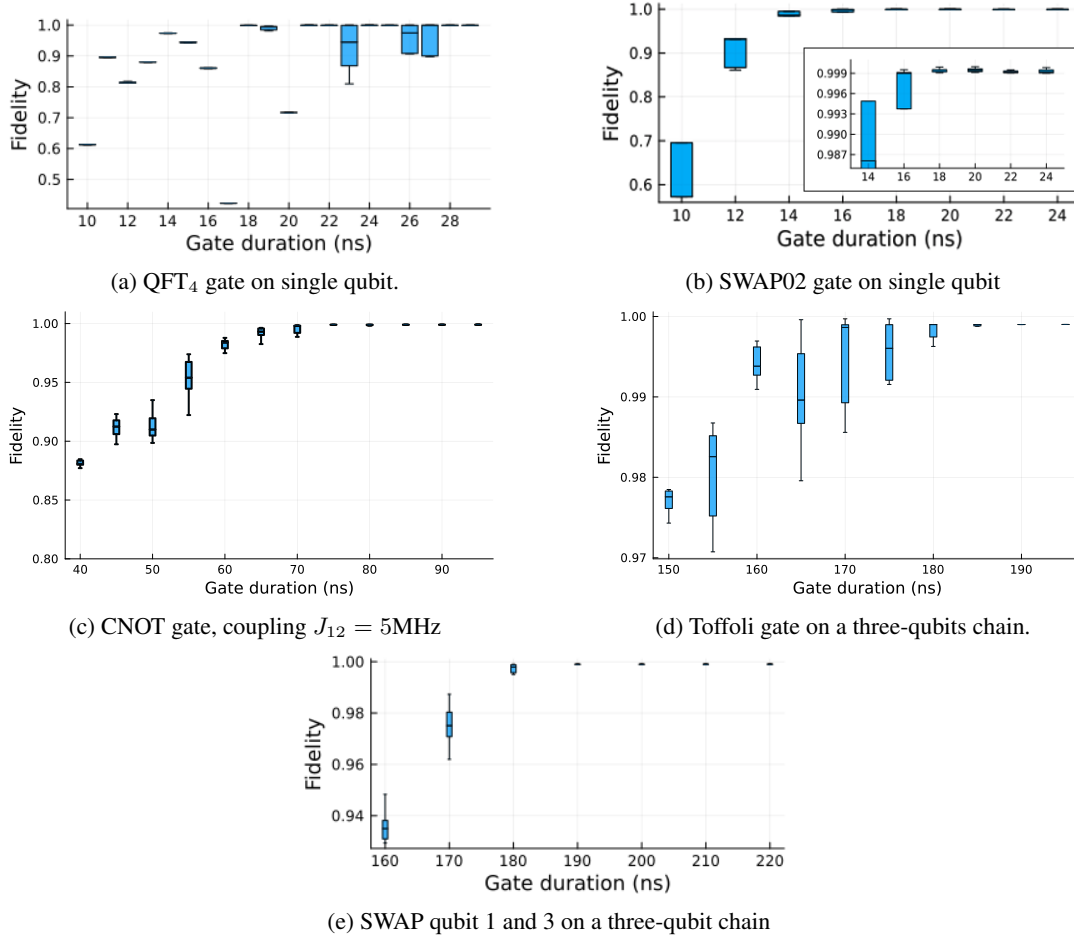 1.0
0.9
0.8
0.7
0.6
0.5
Fidelity
10 12 14 16 18 20 22 24 26 28
Gate duration (ns)
(a) QFT₄ gate on single qubit.
1.0
0.9
0.8
0.7
0.6
Fidelity
0.999
0.996
0.993
0.990
0.987
14 16 18 20 22 24
10 12 14 16 18 20 22 24
Gate duration (ns)
(b) SWAP02 gate on single qubit
1.00
0.95
0.90
0.85
0.80
Fidelity
40 50 60 70 80 90
Gate duration (ns)
(c) CNOT gate, coupling J₁₂ = 5MHz
1.00
0.99
0.98
0.97
Fidelity
150 160 170 180 190
Gate duration (ns)
(d) Toffoli gate on a three-qubits chain.
1.00
0.98
0.96
0.94
Fidelity
160 170 180 190 200 210 220
Gate duration (ns)
(e) SWAP qubit 1 and 3 on a three-qubit chain